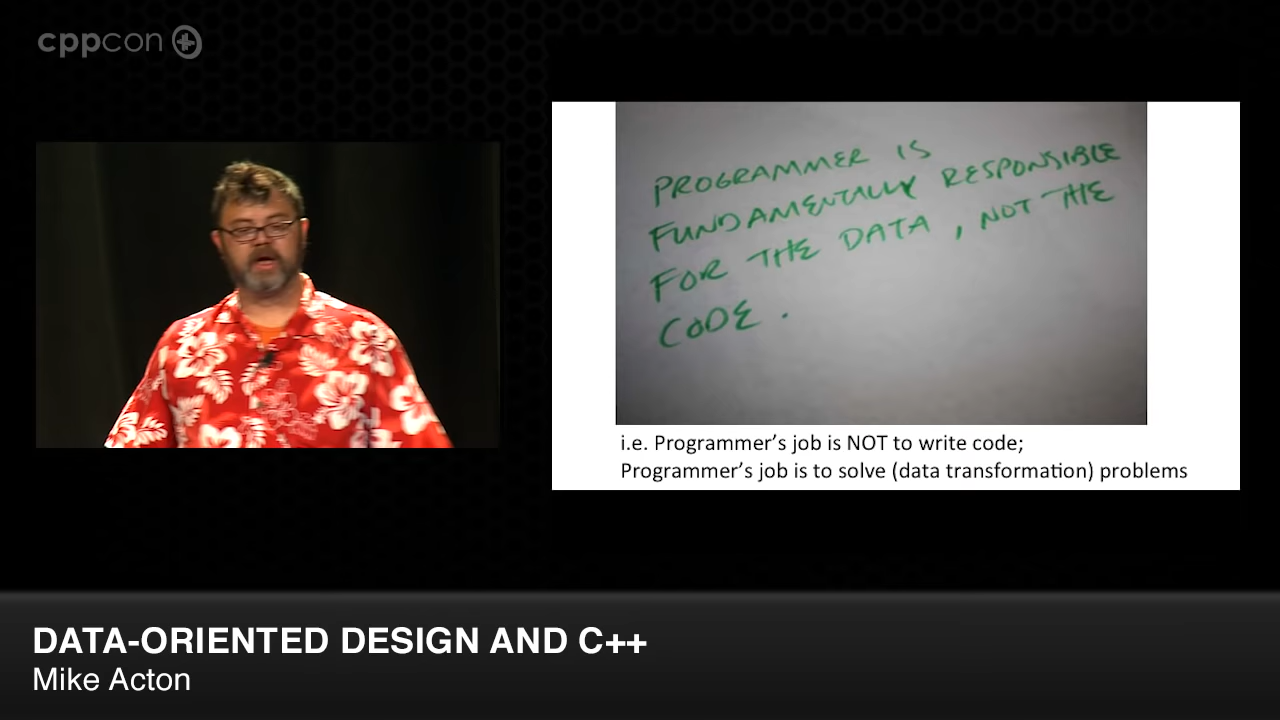 cppcon
PROGRAMMER IS
FUNDAMENTALLY RESPONSIBLE
FOR THE DATA, NOT THE
CODE.
i.e. Programmer’s job is NOT to write code;
Programmer’s job is to solve (data transformation) problems
DATA-ORIENTED DESIGN AND C++
Mike Acton